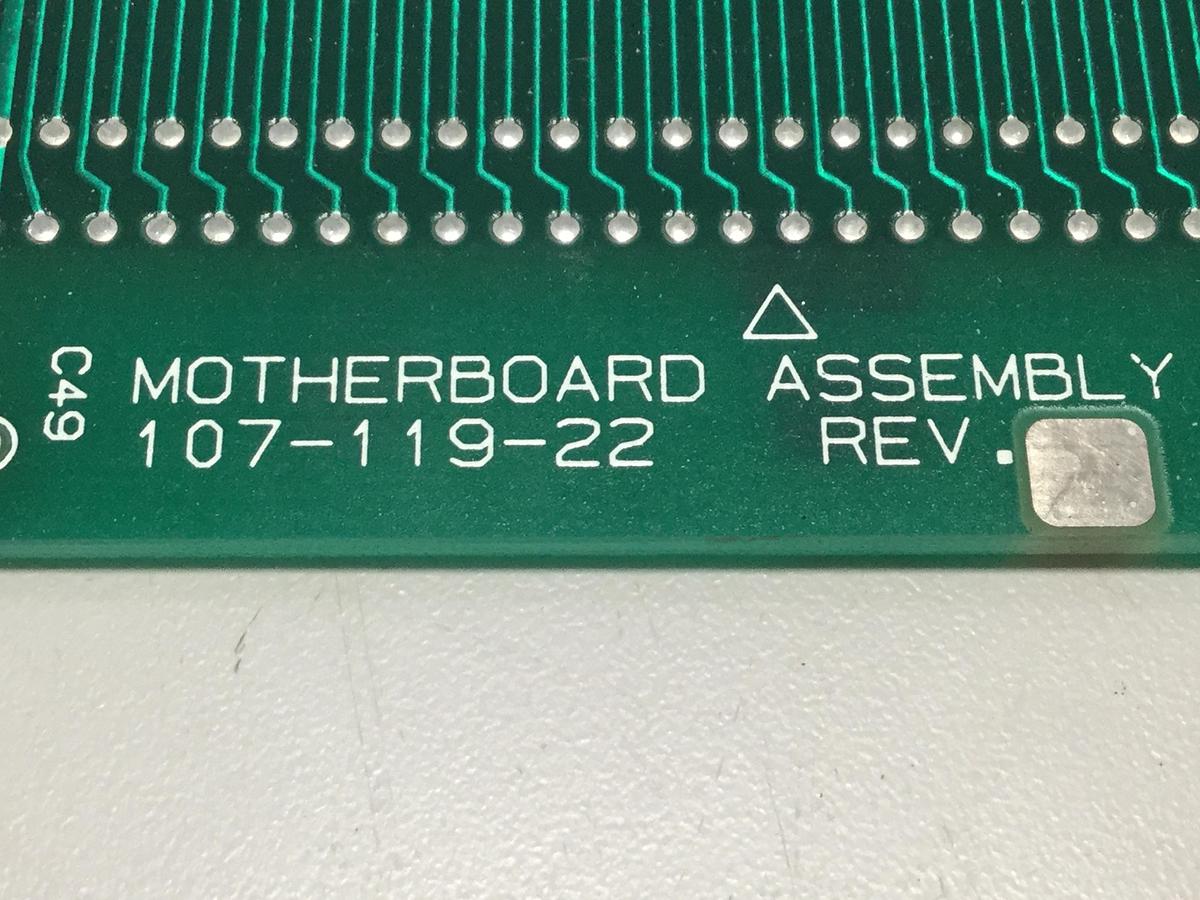 C49
MOTHERBOARD ASSEMBLY
107-119-22 REV.